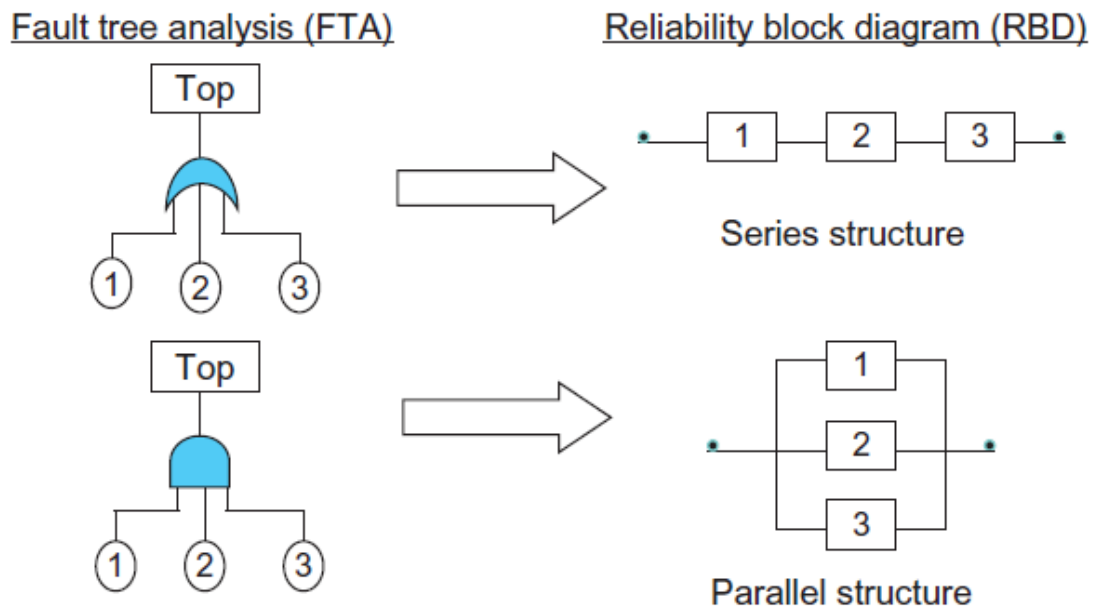 Fault tree analysis (FTA)
Reliability block diagram (RBD)
Top
1
2
3
1 2 3
Series structure
Top
1 2 3
1
2
3
Parallel structure